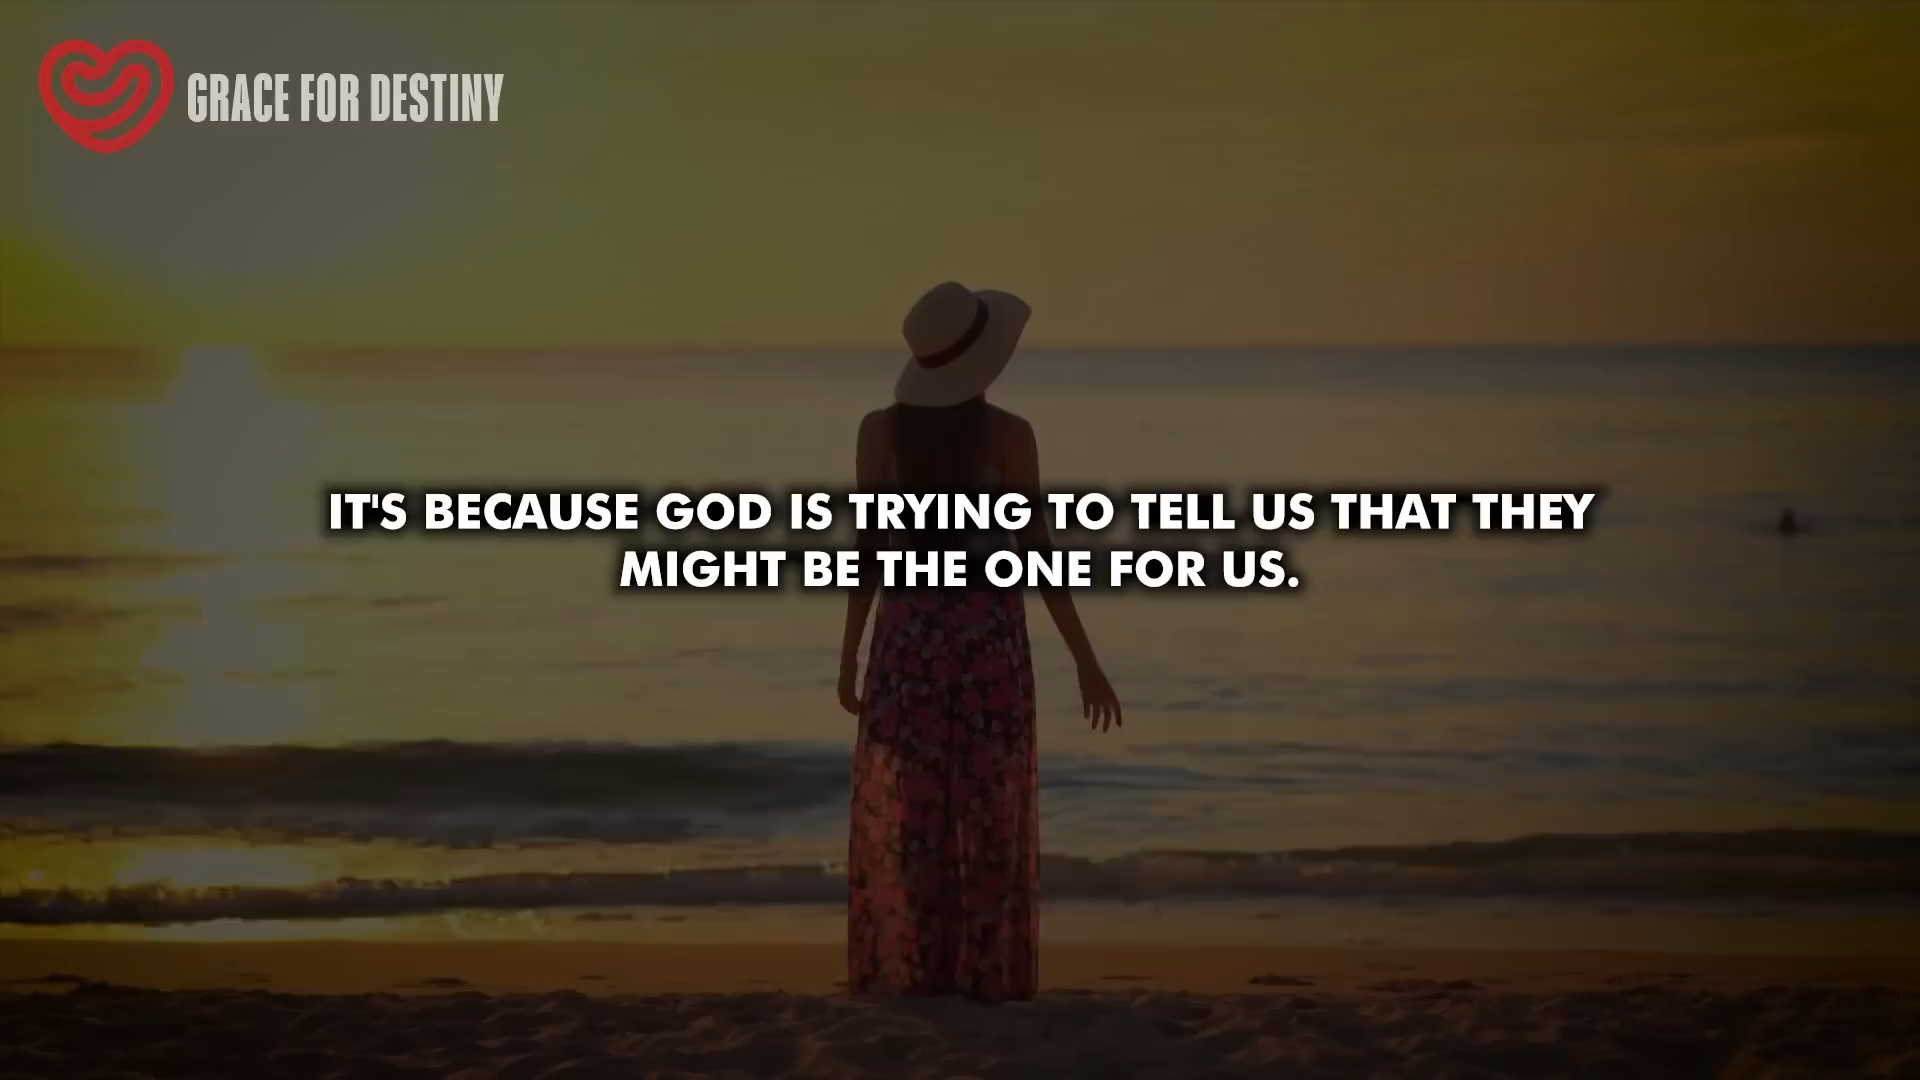 GRACE FOR DESTINY
IT'S BECAUSE GOD IS TRYING TO TELL US THAT THEY
MIGHT BE THE ONE FOR US.